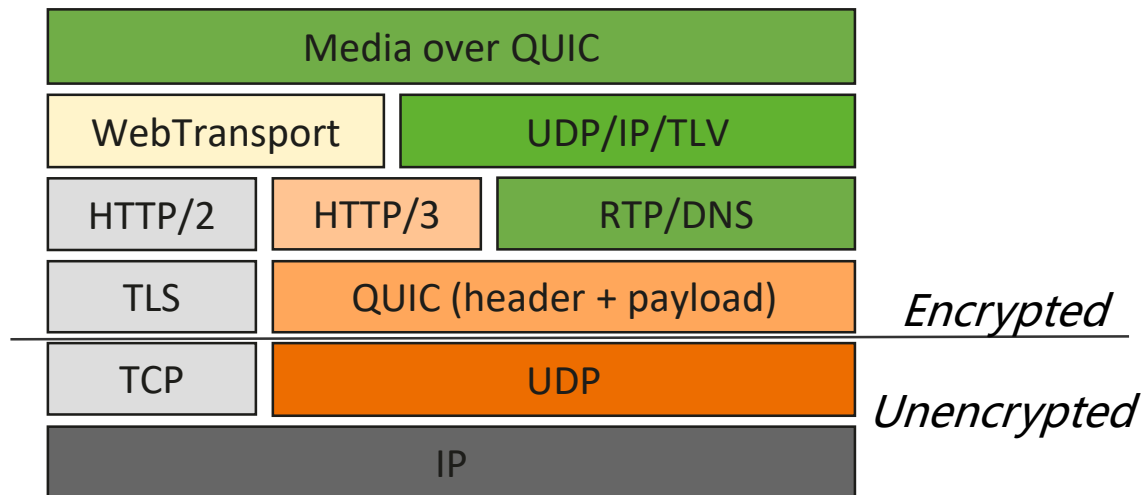 Media over QUIC
WebTransport UDP/IP/TLV
HTTP/2 HTTP/3 RTP/DNS
TLS QUIC (header + payload) Encrypted
TCP UDP Unencrypted
IP